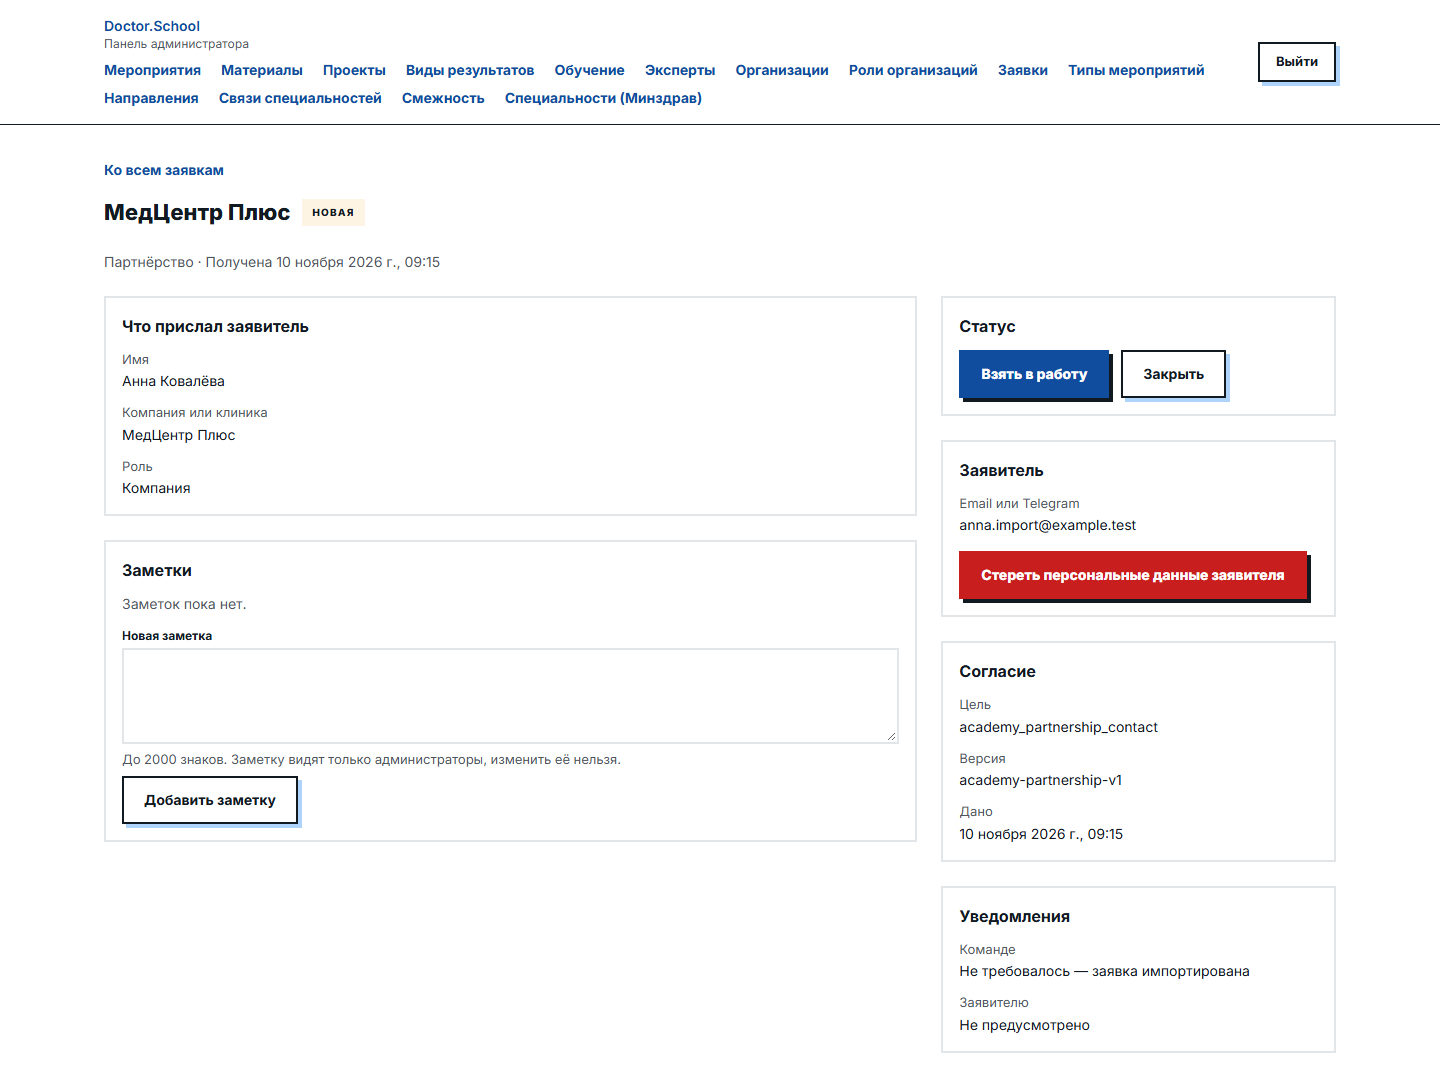 Doctor.School
Панель администратора
Мероприятия Материалы Проекты Виды результатов Обучение Эксперты Организации Роли организаций Заявки Типы мероприятий
Направления Связи специальностей Смежность Специальности (Минздрав)
Выйти
Ко всем заявкам
МедЦентр Плюс НОВАЯ
Партнёрство · Получена 10 ноября 2026 г., 09:15
Что прислал заявитель
Имя
Анна Ковалёва
Компания или клиника
МедЦентр Плюс
Роль
Компания
Заметки
Заметок пока нет.
Новая заметка
До 2000 знаков. Заметку видят только администраторы, изменить её нельзя.
Добавить заметку
Статус
Взять в работу Закрыть
Заявитель
Email или Telegram
anna.import@example.test
Стереть персональные данные заявителя
Согласие
Цель
academy_partnership_contact
Версия
academy-partnership-v1
Дано
10 ноября 2026 г., 09:15
Уведомления
Команде
Не требовалось — заявка импортирована
Заявителю
Не предусмотрено